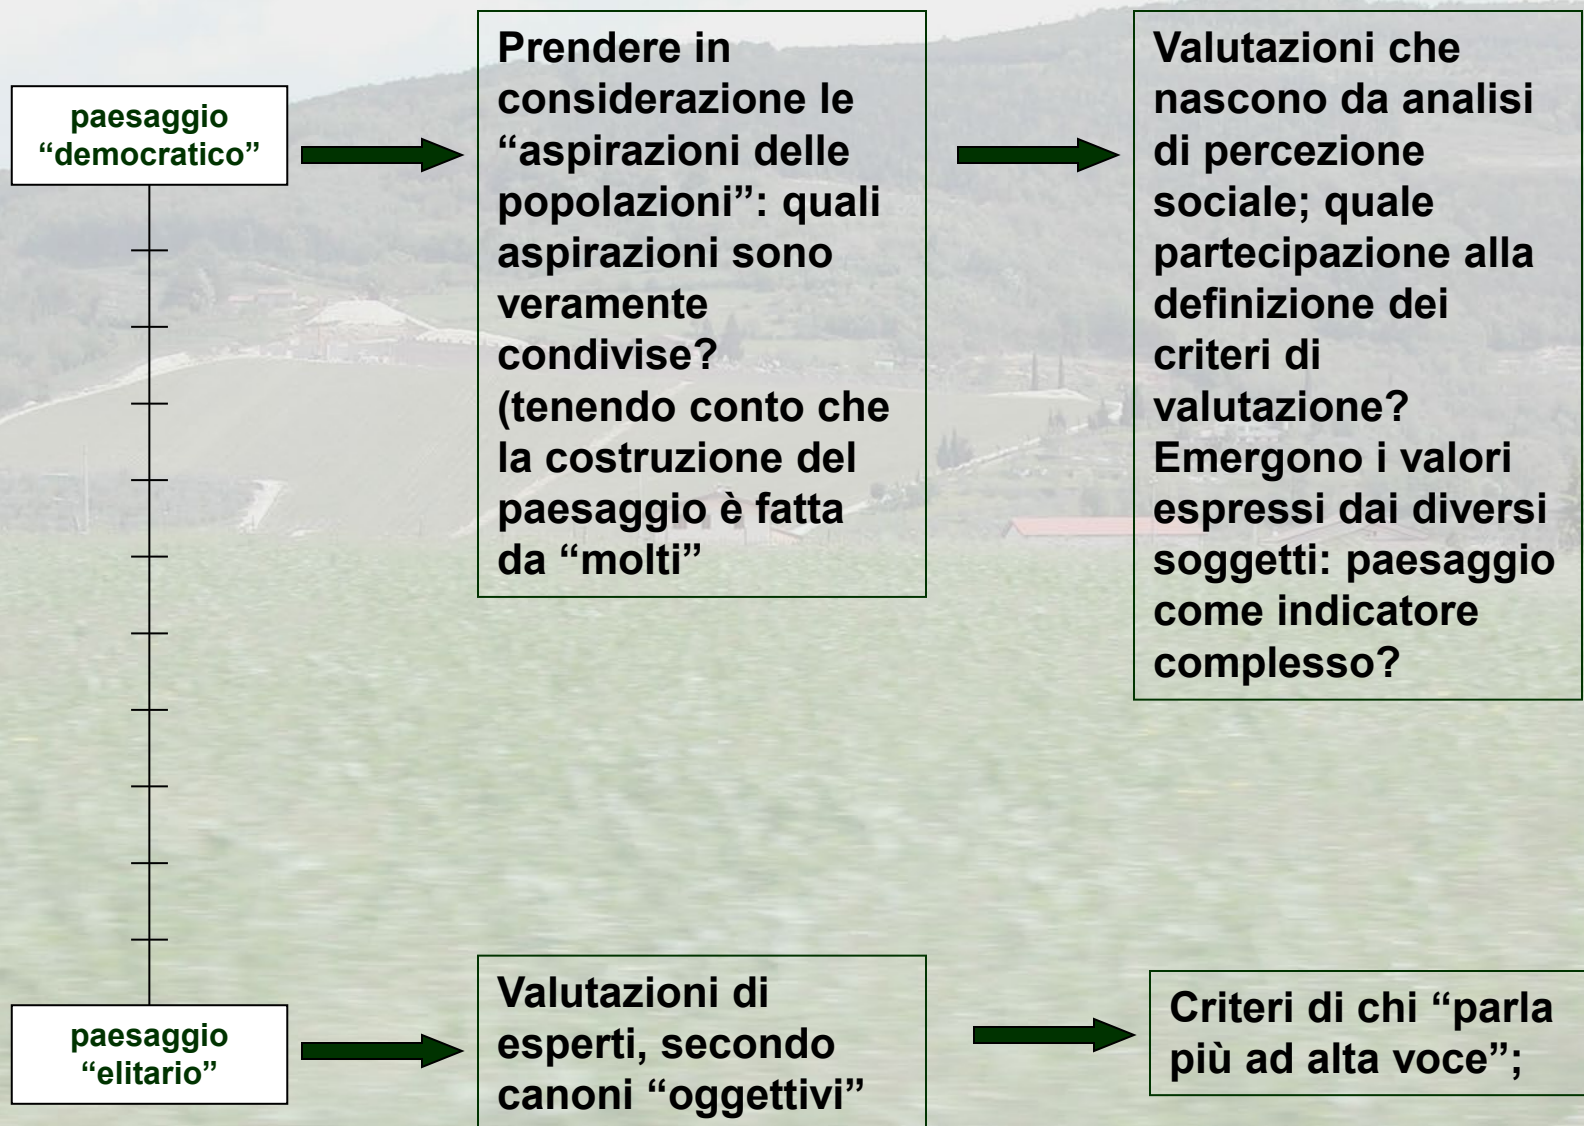 paesaggio
“democratico”
Prendere in
considerazione le
“aspirazioni delle
popolazioni”: quali
aspirazioni sono
veramente
condivise?
(tenendo conto che
la costruzione del
paesaggio è fatta
da “molti”
Valutazioni che
nascono da analisi
di percezione
sociale; quale
partecipazione alla
definizione dei
criteri di
valutazione?
Emergono i valori
espressi dai diversi
soggetti: paesaggio
come indicatore
complesso?
paesaggio
“elitario”
Valutazioni di
esperti, secondo
canoni “oggettivi”
Criteri di chi “parla
più ad alta voce”;